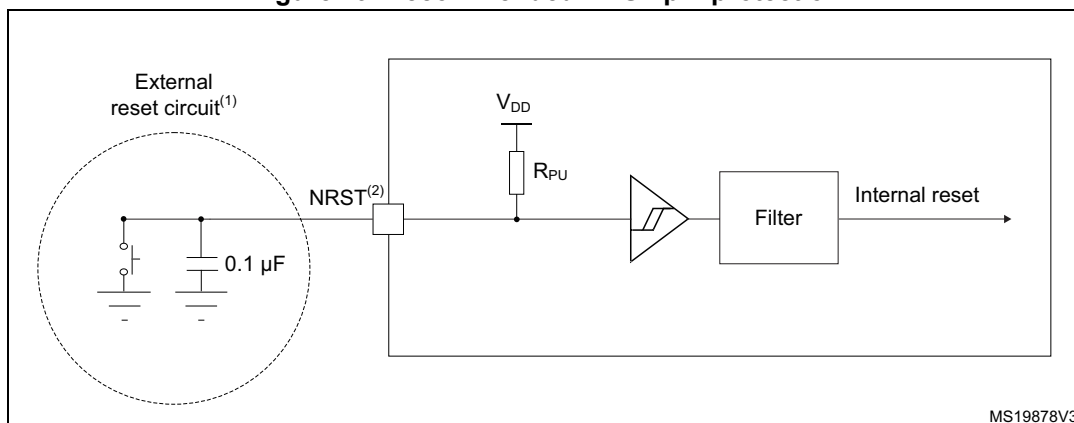 External
reset circuit(1)
VDD
RPU
NRST(2)
Filter
Internal reset
0.1 µF
MS19878V3